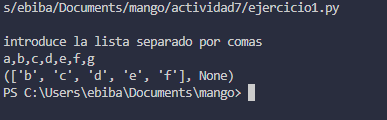 s/ebiba/Documents/mango/actividad7/ejercicio1.py
introduce la lista separado por comas
a,b,c,d,e,f,g
(['b', 'c', 'd', 'e', 'f'], None)
PS C:\Users\ebiba\Documents\mango>